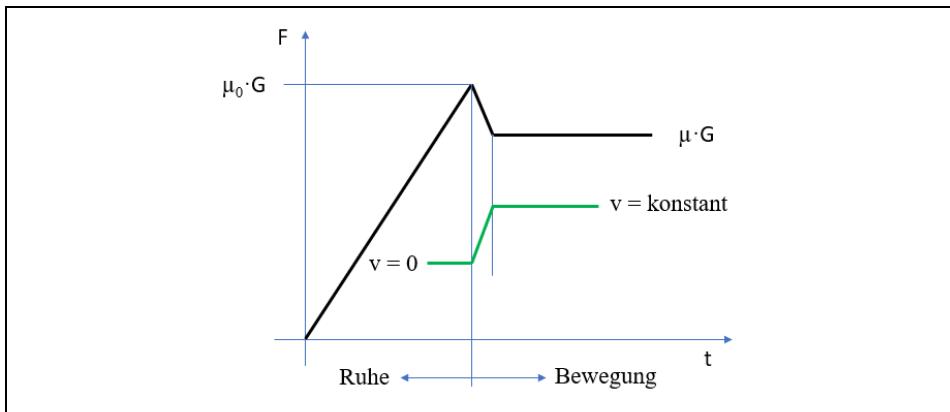 F
μ₀·G
μ·G
v = konstant
v = 0
t
Ruhe
Bewegung